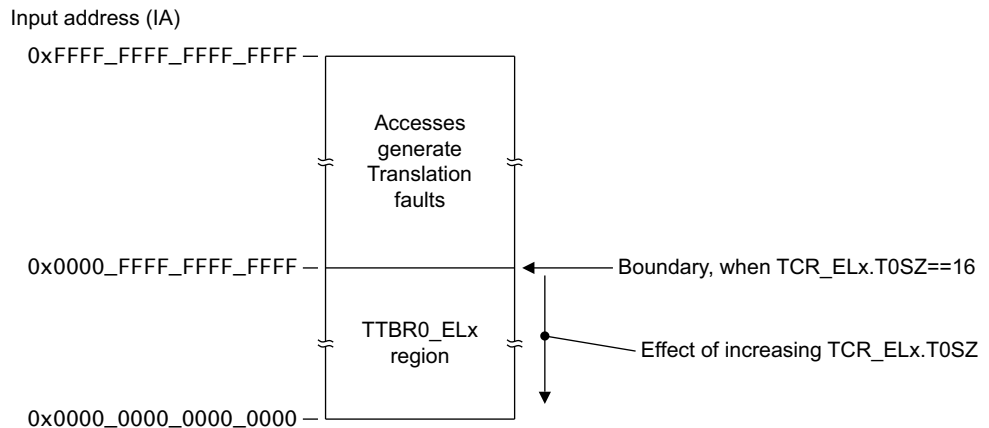 Input address (IA)
0xFFFF_FFFF_FFFF_FFFF
Accesses
generate
Translation
faults
0x0000_FFFF_FFFF_FFFF
Boundary, when TCR_ELx.T0SZ==16
TTBR0_ELx
region
Effect of increasing TCR_ELx.T0SZ
0x0000_0000_0000_0000